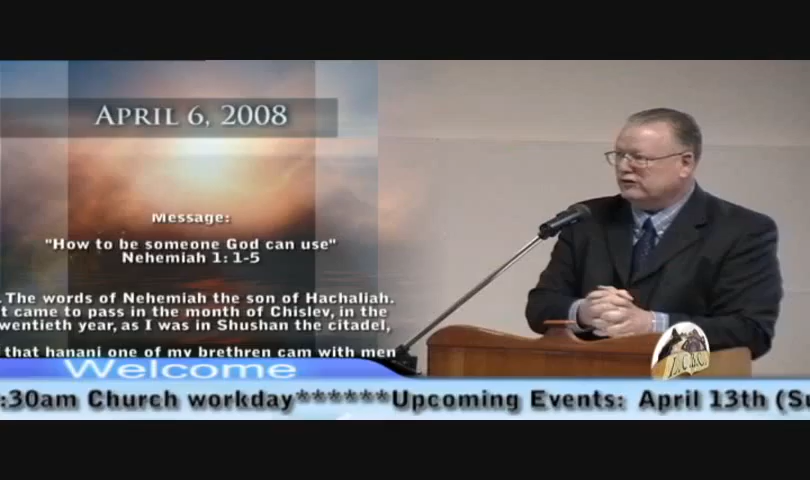 APRIL 6, 2008
Message:
"How to be someone God can use"
Nehemiah 1: 1-5
. The words of Nehemiah the son of Hachaliah.
t came to pass in the month of Chislev, in the
wentieth year, as I was in Shushan the citadel,
that hanani one of my brethren cam with men
Welcome
:30am Church workday******Upcoming Events: April 13th (Su